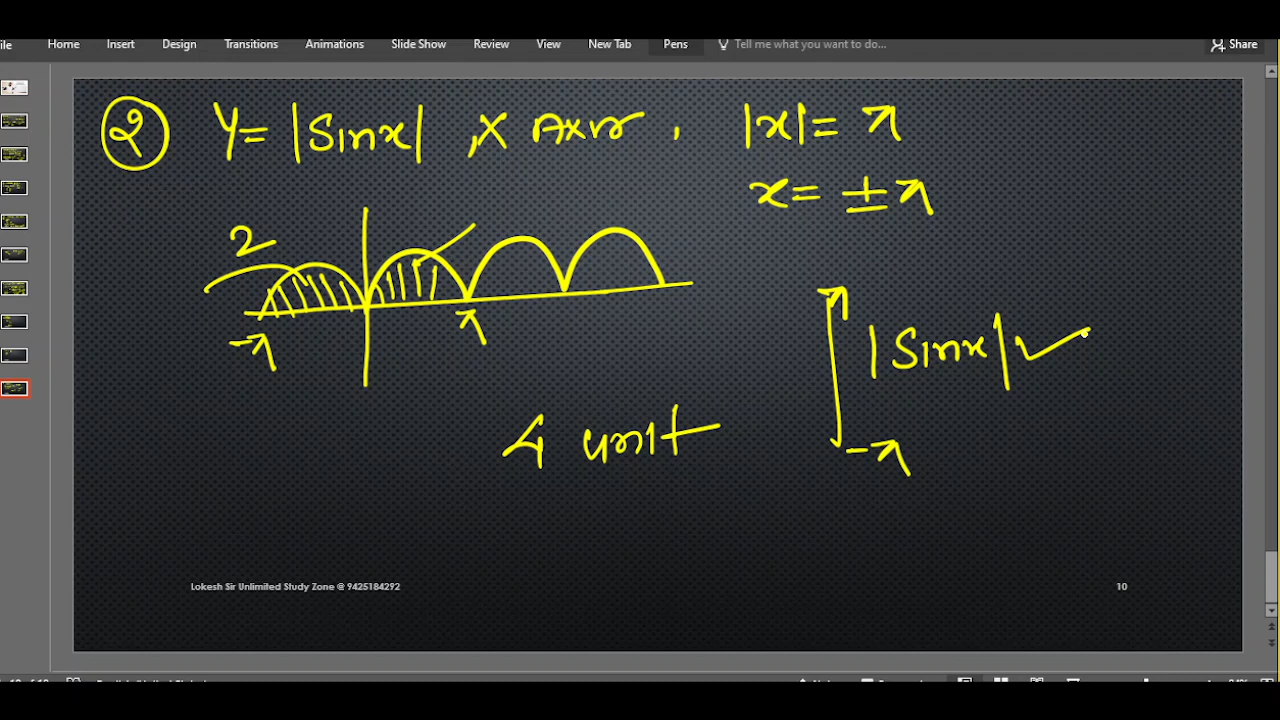 File Home Insert Design Transitions Animations Slide Show Review View New Tab Pens Tell me what you want to do... Share
2 Y= |Sinx| , X Axis , |x| = π
x = ± π
2
-π π
π
|Sinx|
-π
4 unit
Lokesh Sir Unlimited Study Zone @ 9425184292 10